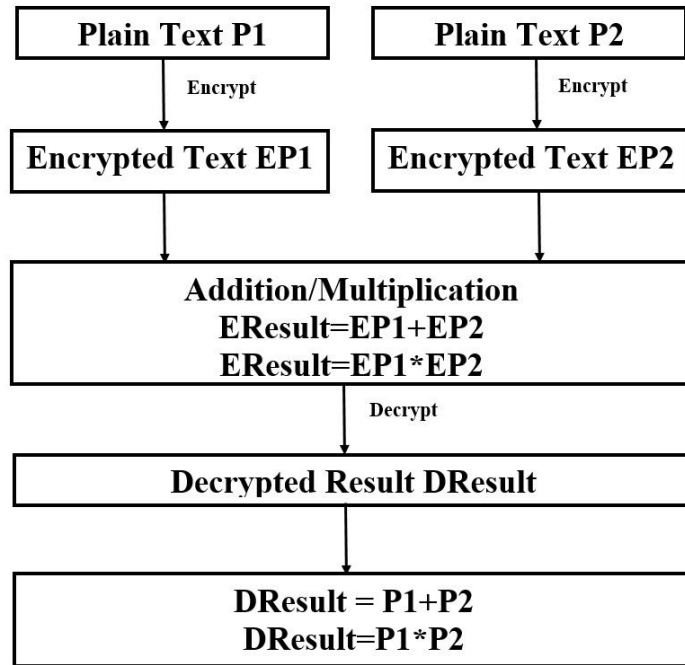 Plain Text P1
Plain Text P2
Encrypt
Encrypt
Encrypted Text EP1
Encrypted Text EP2
Addition/Multiplication
EResult=EP1+EP2
EResult=EP1*EP2
Decrypt
Decrypted Result DResult
DResult = P1+P2
DResult=P1*P2